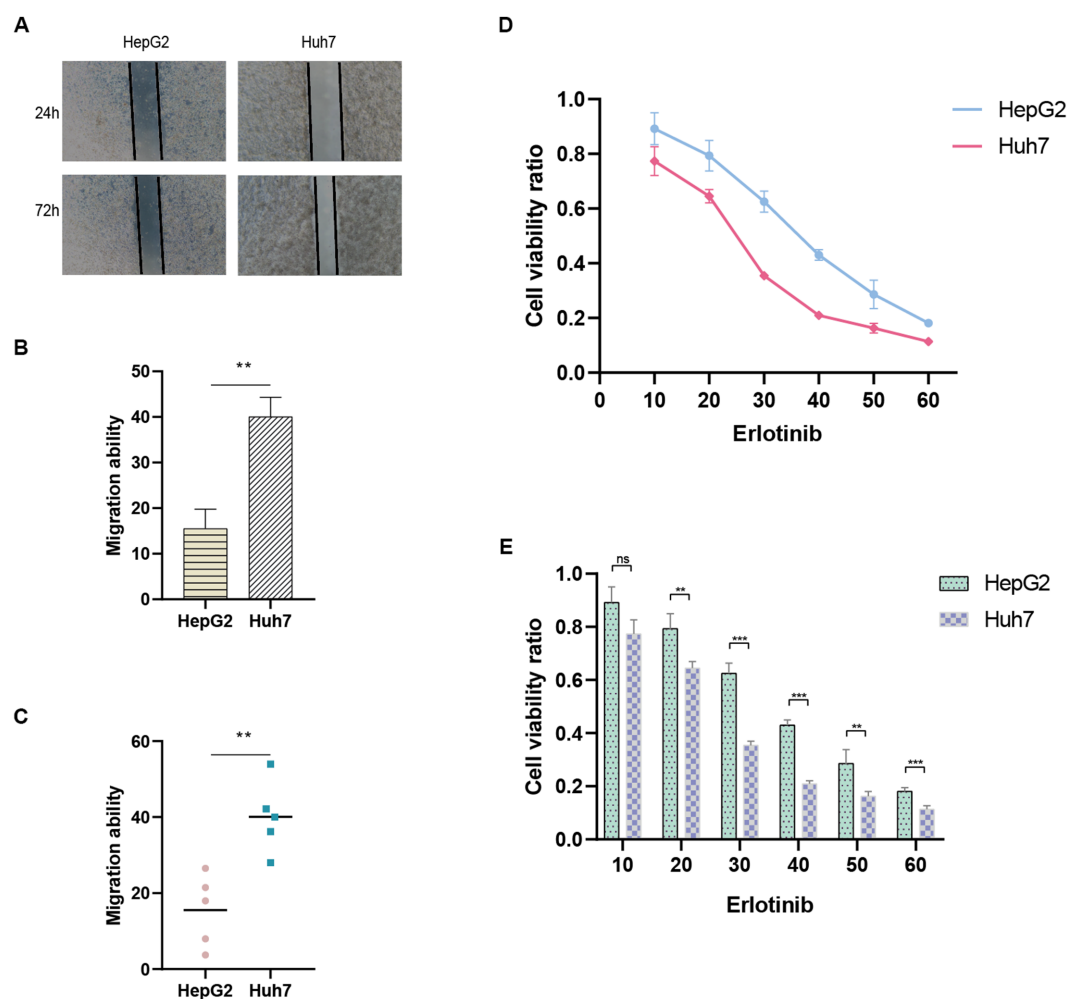 A
HepG2
Huh7
24h
72h
B
Migration ability
50
40
30
20
10
0
**
HepG2
Huh7
C
Migration ability
60
40
20
0
**
HepG2
Huh7
D
Cell viability ratio
1.0
0.8
0.6
0.4
0.2
0.0
0
10
20
30
40
50
60
Erlotinib
HepG2
Huh7
E
Cell viability ratio
1.0
0.8
0.6
0.4
0.2
0.0
ns
**
***
***
**
***
10
20
30
40
50
60
Erlotinib
HepG2
Huh7